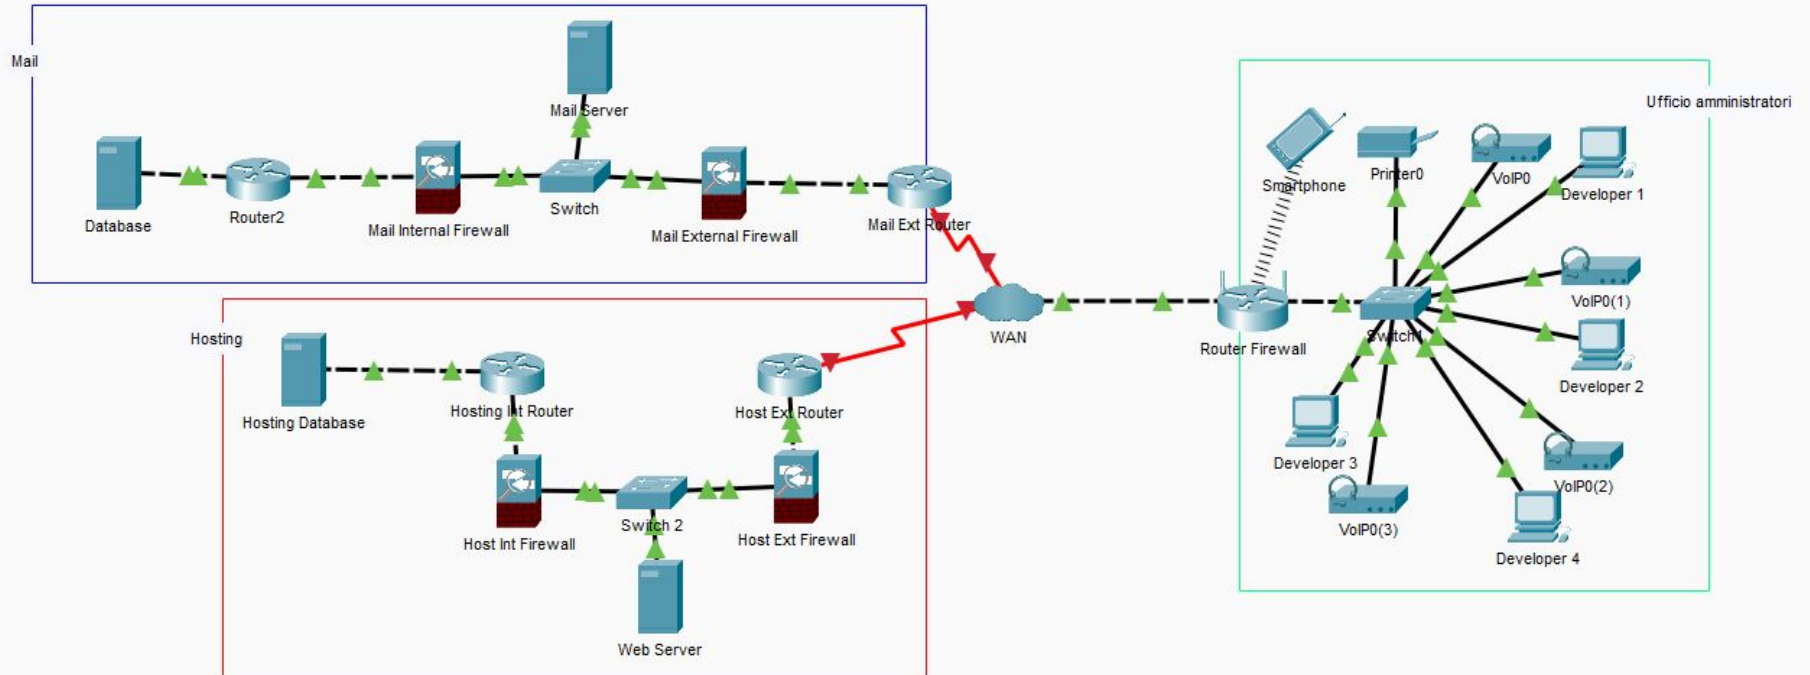 Mail
Mail Server
Database
Router2
Mail Internal Firewall
Switch
Mail External Firewall
Mail Ext Router
WAN
Hosting
Hosting Database
Hosting Int Router
Host Ext Router
Host Int Firewall
Switch 2
Host Ext Firewall
Web Server
Ufficio amministratori
Smartphone
Printer0
VoIP0
Developer 1
VoIP0(1)
Router Firewall
Switch1
Developer 2
Developer 3
VoIP0(2)
VoIP0(3)
Developer 4